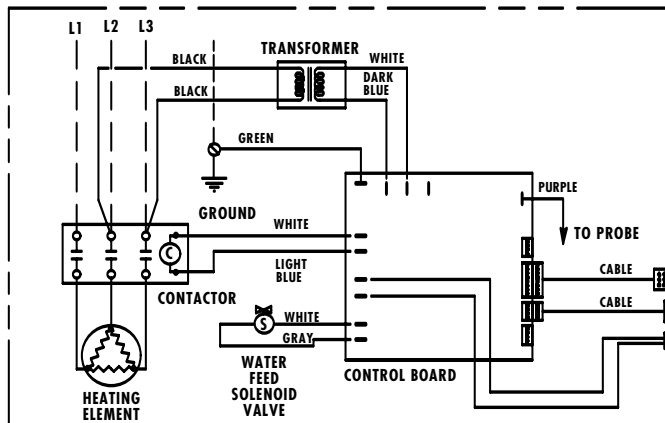 L1 L2 L3
TRANSFORMER
BLACK WHITE
DARK
BLUE
BLACK
GREEN
PURPLE
GROUND
WHITE
TO PROBE
LIGHT
BLUE
C
CABLE
CONTACTOR
CABLE
WHITE
S
GRAY
WATER
FEED
SOLENOID
VALVE
CONTROL BOARD
HEATING
ELEMENT